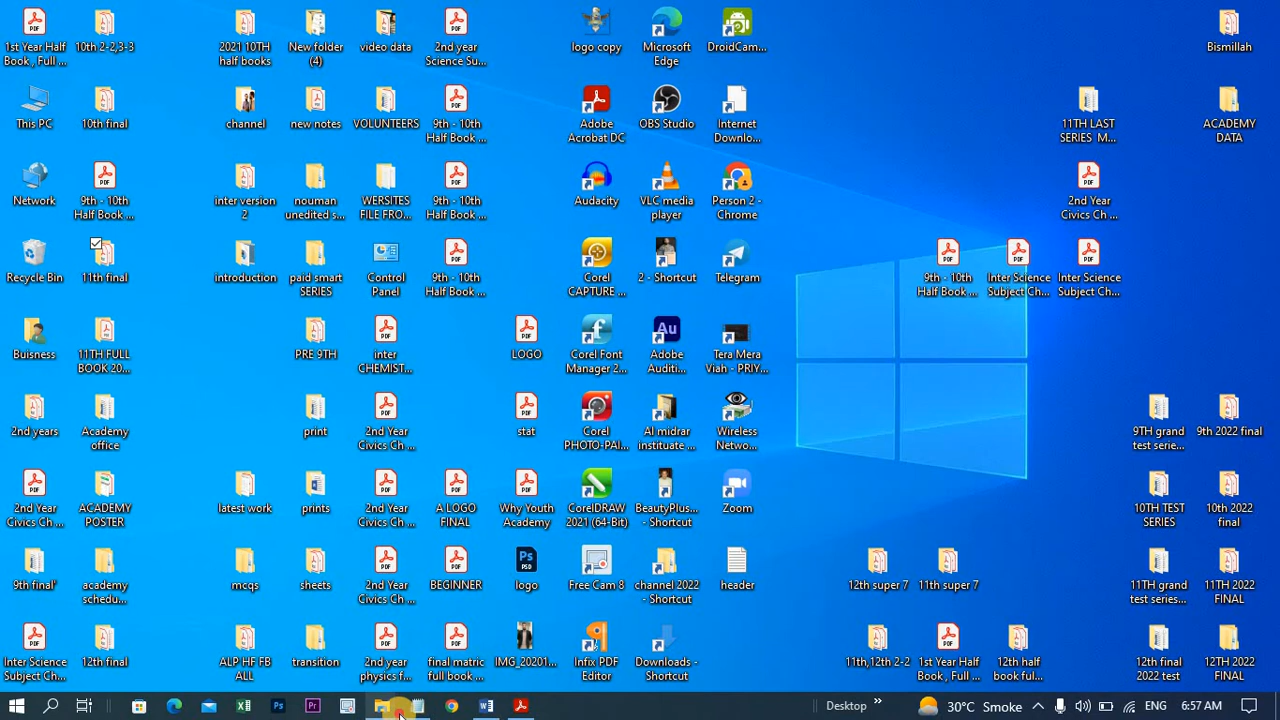 1st Year Half Book , Full ...
10th 2-2,3-3
2021 10TH half books
New folder (4)
video data
2nd year Science Su...
logo copy
Microsoft Edge
DroidCam...
Bismillah
This PC
10th final
channel
new notes
VOLUNTEERS
9th - 10th Half Book ...
Adobe Acrobat DC
OBS Studio
Internet Downlo...
11TH LAST SERIES M...
ACADEMY DATA
Network
9th - 10th Half Book ...
inter version 2
nouman unedited s...
WERSITES FILE FRO...
9th - 10th Half Book ...
Audacity
VLC media player
Person 2 - Chrome
2nd Year Civics Ch ...
Recycle Bin
11th final
introduction
paid smart SERIES
Control Panel
9th - 10th Half Book ...
Corel CAPTURE ...
2 - Shortcut
Telegram
9th - 10th Half Book ...
Inter Science Subject Ch...
Inter Science Subject Ch...
Buisness
11TH FULL BOOK 20...
PRE 9TH
inter CHEMIST...
LOGO
Corel Font Manager 2...
Adobe Auditi...
Tera Mera Viah - PRIY...
2nd years
Academy office
print
2nd Year Civics Ch ...
stat
Corel PHOTO-PAI...
Al midrar instituate ...
Wireless Netwo...
9TH grand test serie...
9th 2022 final
2nd Year Civics Ch ...
ACADEMY POSTER
latest work
prints
2nd Year Civics Ch ...
A LOGO FINAL
Why Youth Academy
CorelDRAW 2021 (64-Bit)
BeautyPlus... - Shortcut
Zoom
10TH TEST SERIES
10th 2022 final
9th final'
academy schedu...
mcqs
sheets
2nd Year Civics Ch ...
BEGINNER
logo
Free Cam 8
channel 2022 - Shortcut
header
12th super 7
11th super 7
11TH grand test series...
11TH 2022 FINAL
Inter Science Subject Ch...
12th final
ALP HF FB ALL
transition
2nd year physics f...
final matric full book ...
IMG_20201...
Infix PDF Editor
Downloads - Shortcut
11th,12th 2-2
1st Year Half Book , Full ...
12th half book ful...
12th final 2022 test
12TH 2022 FINAL
Desktop
30°C Smoke
ENG
6:57 AM